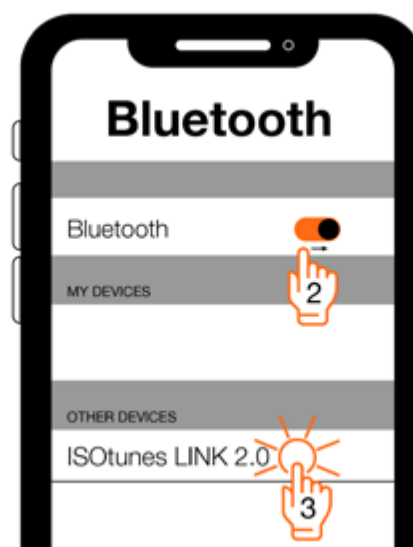 Bluetooth
Bluetooth
2
MY DEVICES
OTHER DEVICES
ISOtunes LINK 2.0
3